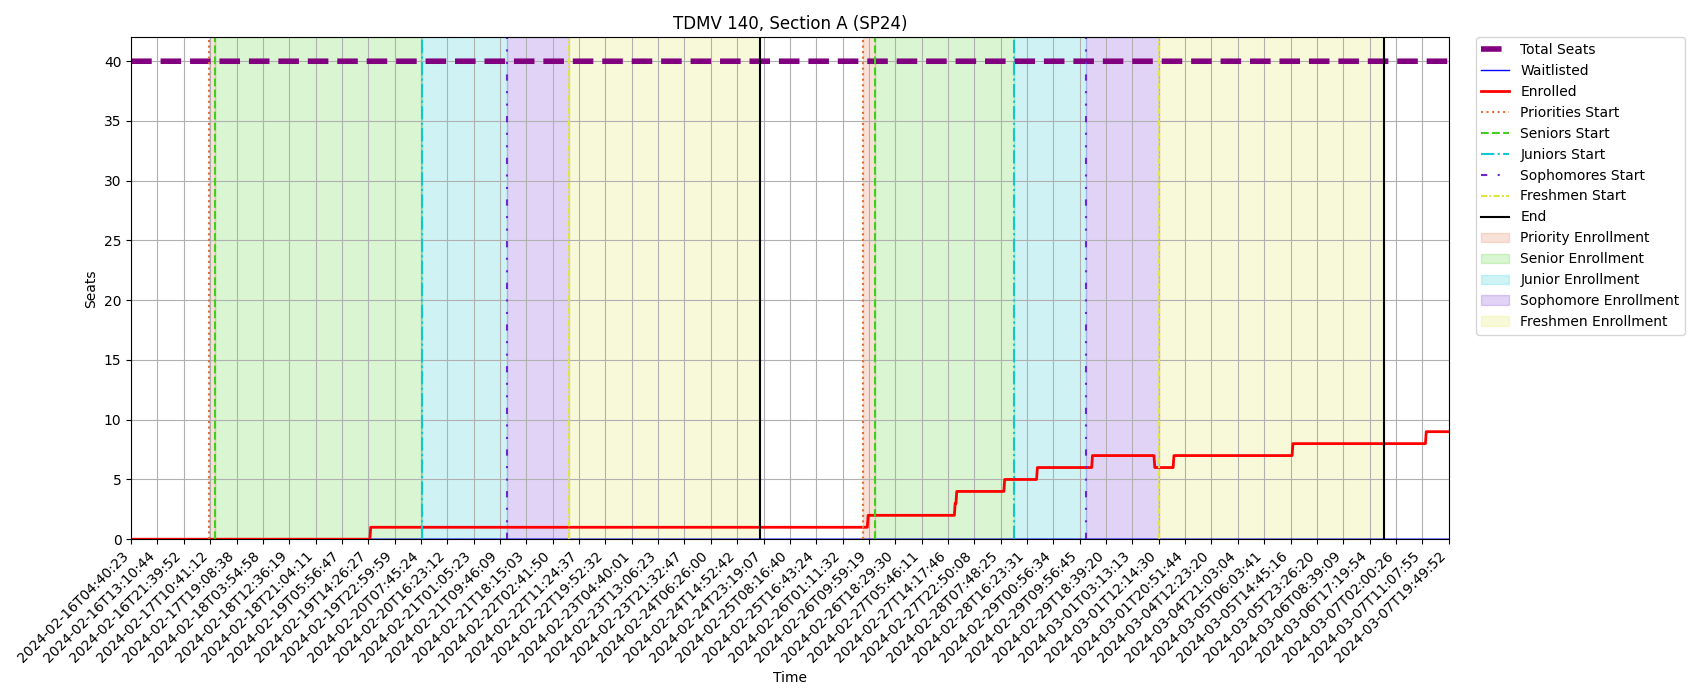 TDMV 140, Section A (SP24)
Seats
40
35
30
25
20
15
10
5
0
2024-02-16T04:40:23
2024-02-16T13:10:44
2024-02-16T21:39:52
2024-02-17T10:41:12
2024-02-17T19:08:38
2024-02-18T03:54:58
2024-02-18T12:36:19
2024-02-18T21:04:11
2024-02-19T05:56:47
2024-02-19T14:26:27
2024-02-19T22:59:59
2024-02-20T07:45:24
2024-02-20T16:23:12
2024-02-21T01:05:23
2024-02-21T09:46:09
2024-02-21T18:15:03
2024-02-22T02:41:50
2024-02-22T11:24:37
2024-02-22T19:52:32
2024-02-23T04:40:01
2024-02-23T13:06:23
2024-02-23T21:32:47
2024-02-24T06:26:00
2024-02-24T14:52:42
2024-02-24T23:19:07
2024-02-25T08:16:40
2024-02-25T16:43:24
2024-02-26T01:11:32
2024-02-26T09:59:19
2024-02-26T18:29:30
2024-02-27T05:46:11
2024-02-27T14:17:46
2024-02-27T22:50:08
2024-02-28T07:48:25
2024-02-28T16:23:31
2024-02-29T00:56:34
2024-02-29T09:56:45
2024-02-29T18:39:20
2024-03-01T03:13:13
2024-03-01T12:14:30
2024-03-01T20:51:44
2024-03-04T12:23:20
2024-03-04T21:03:04
2024-03-05T06:03:41
2024-03-05T14:45:16
2024-03-05T23:26:20
2024-03-06T08:39:09
2024-03-06T17:19:54
2024-03-07T02:00:26
2024-03-07T11:07:55
2024-03-07T19:49:52
Time
Total Seats
Waitlisted
Enrolled
Priorities Start
Seniors Start
Juniors Start
Sophomores Start
Freshmen Start
End
Priority Enrollment
Senior Enrollment
Junior Enrollment
Sophomore Enrollment
Freshmen Enrollment